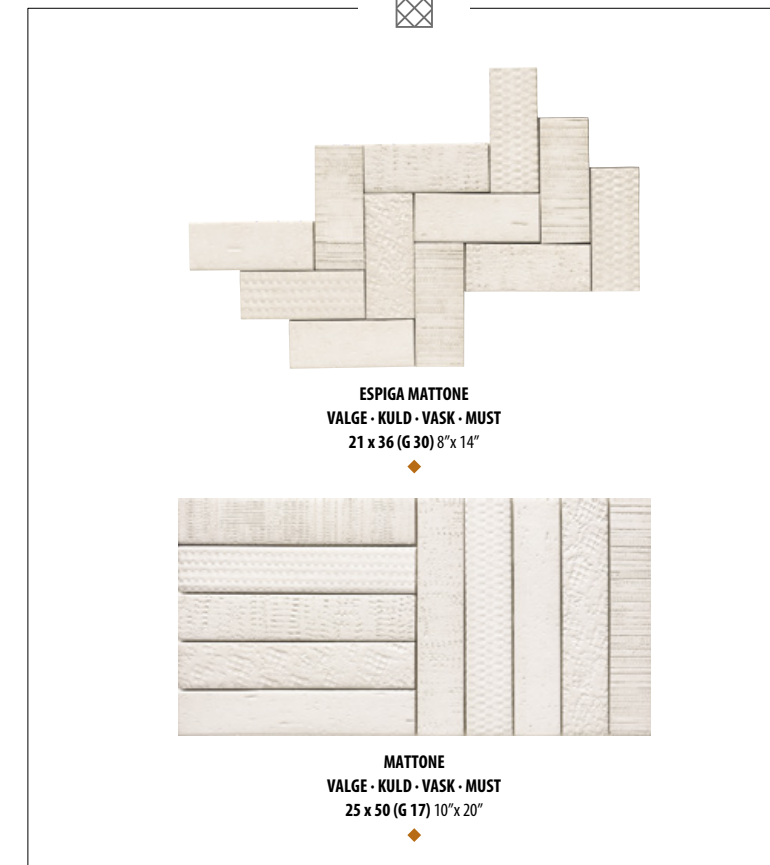 ESPIGA MATTONE
VALGE · KULD · VASK · MUST
21 x 36 (G 30) 8”x 14”
MATTONE
VALGE · KULD · VASK · MUST
25 x 50 (G 17) 10”x 20”